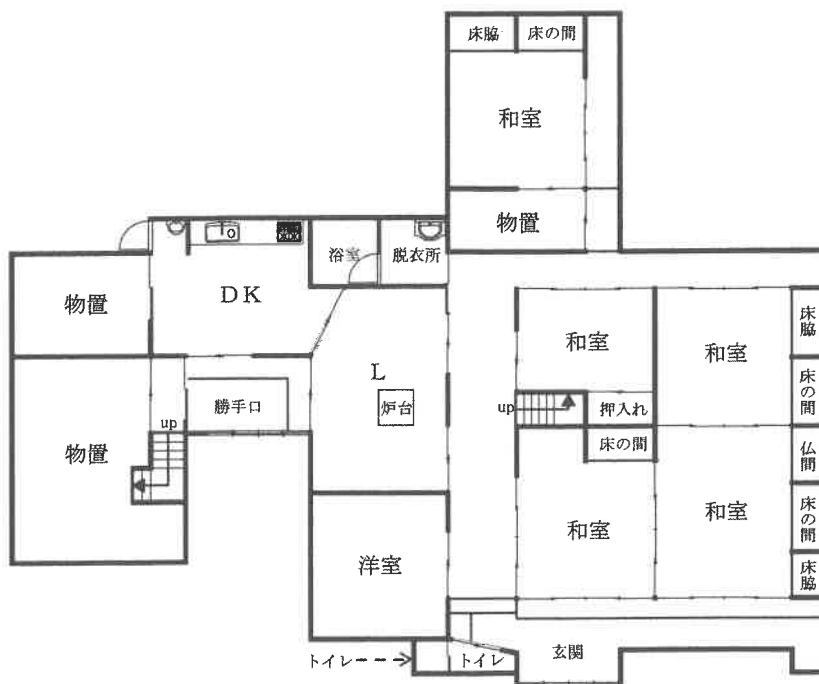 床脇
床の間
和室
物置
浴室
脱衣所
物置
DK
和室
和室
床脇
L
炉台
勝手口
up
押入れ
床の間
up
物置
床の間
仏間
和室
和室
床の間
洋室
床脇
トイレ
トイレ
玄関